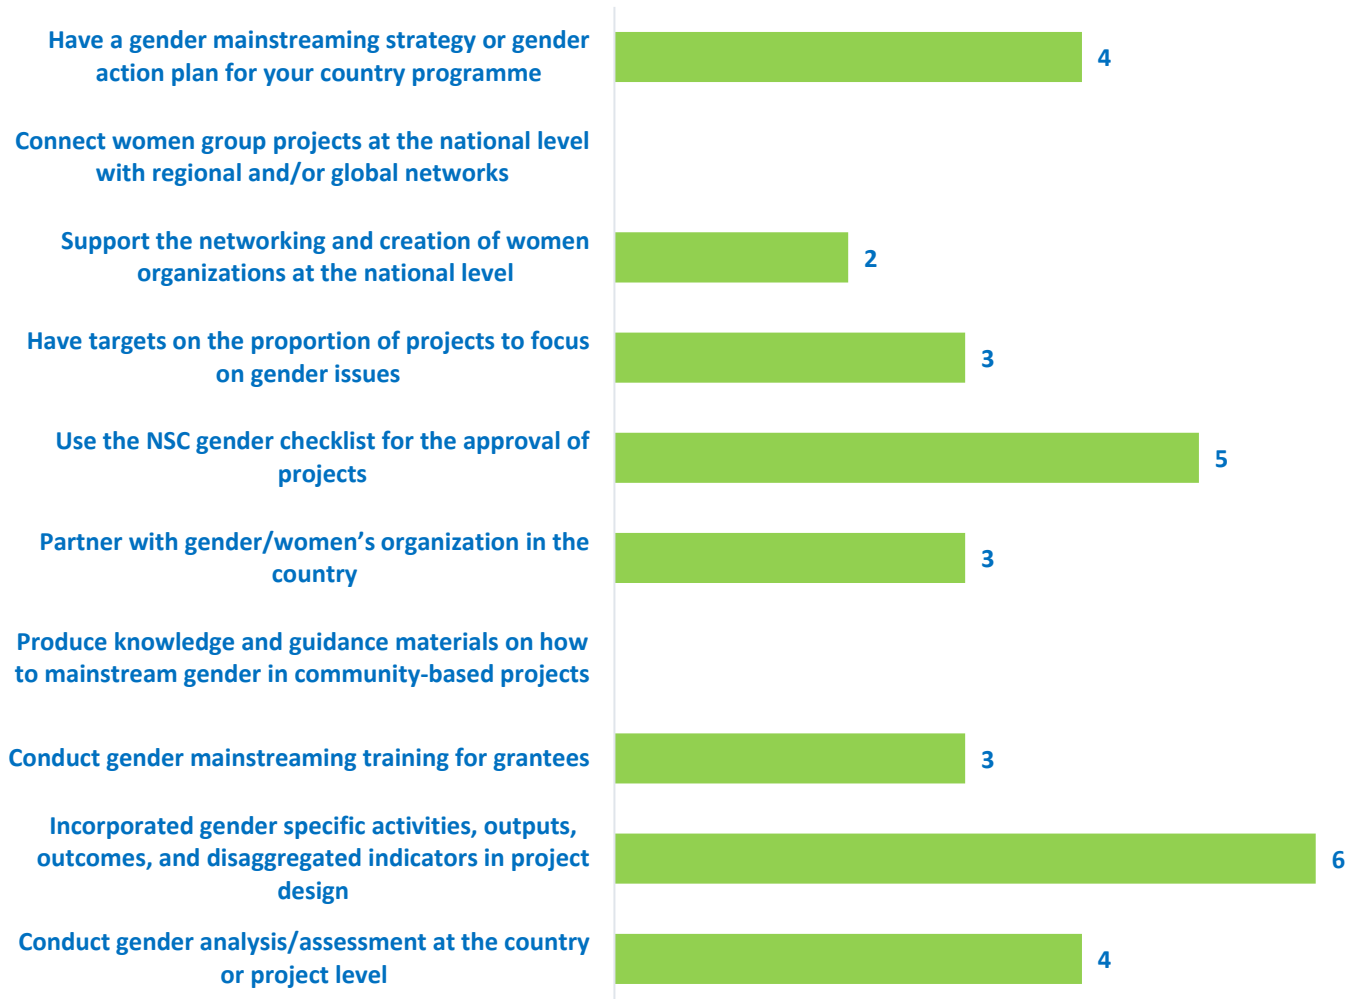 Have a gender mainstreaming strategy or gender
action plan for your country programme
4
Connect women group projects at the national level
with regional and/or global networks
Support the networking and creation of women
organizations at the national level
2
Have targets on the proportion of projects to focus
on gender issues
3
Use the NSC gender checklist for the approval of
projects
5
Partner with gender/women’s organization in the
country
3
Produce knowledge and guidance materials on how
to mainstream gender in community-based projects
Conduct gender mainstreaming training for grantees
3
Incorporated gender specific activities, outputs,
outcomes, and disaggregated indicators in project
design
6
Conduct gender analysis/assessment at the country
or project level
4